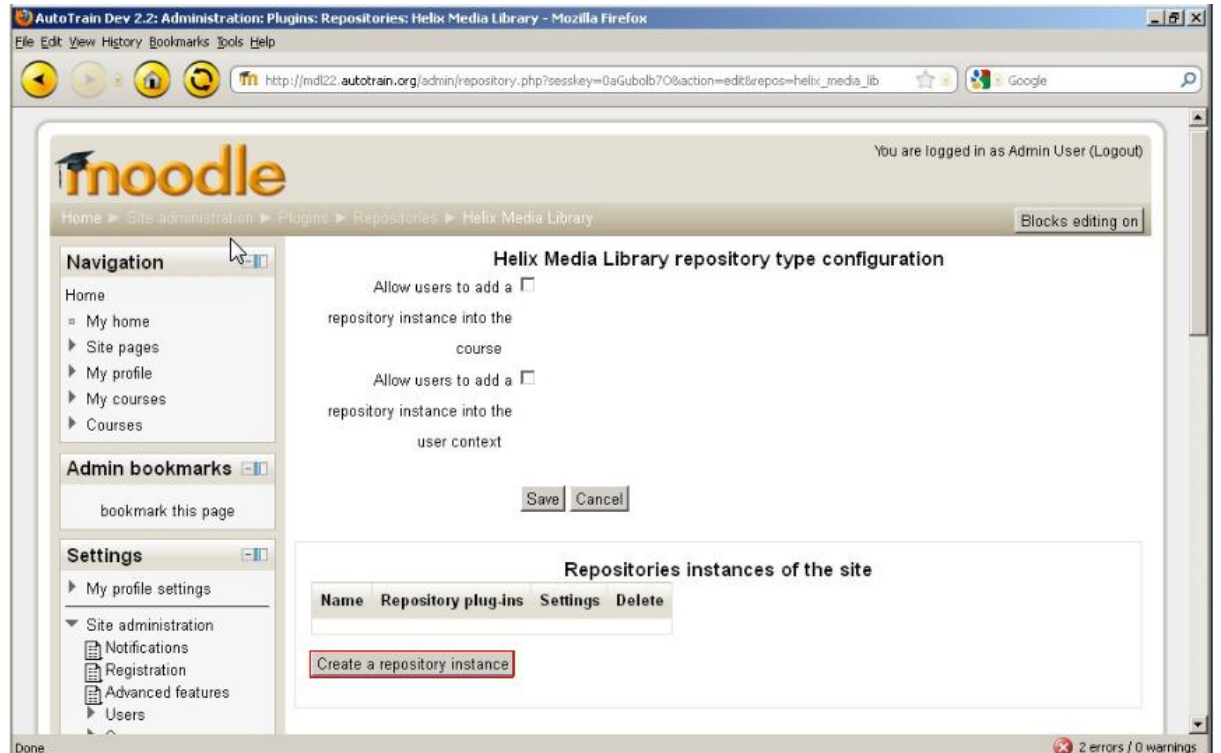 AutoTrain Dev 2.2: Administration: Plugins: Repositories: Helix Media Library - Mozilla Firefox
File Edit View History Bookmarks Tools Help
http://mdl22.autotrain.org/admin/repository.php?sesskey=0aGubolb7O&action=edit&repos=helix_media_lib
Google
moodle
You are logged in as Admin User (Logout)
Home ► Site administration ► Plugins ► Repositories ► Helix Media Library
Blocks editing on
Navigation
Home
My home
Site pages
My profile
My courses
Courses
Admin bookmarks
bookmark this page
Settings
My profile settings
Site administration
Notifications
Registration
Advanced features
Users
Helix Media Library repository type configuration
Allow users to add a
repository instance into the
course
Allow users to add a
repository instance into the
user context
Save Cancel
Repositories instances of the site
Name Repository plug-ins Settings Delete
Create a repository instance
Done
2 errors / 0 warnings